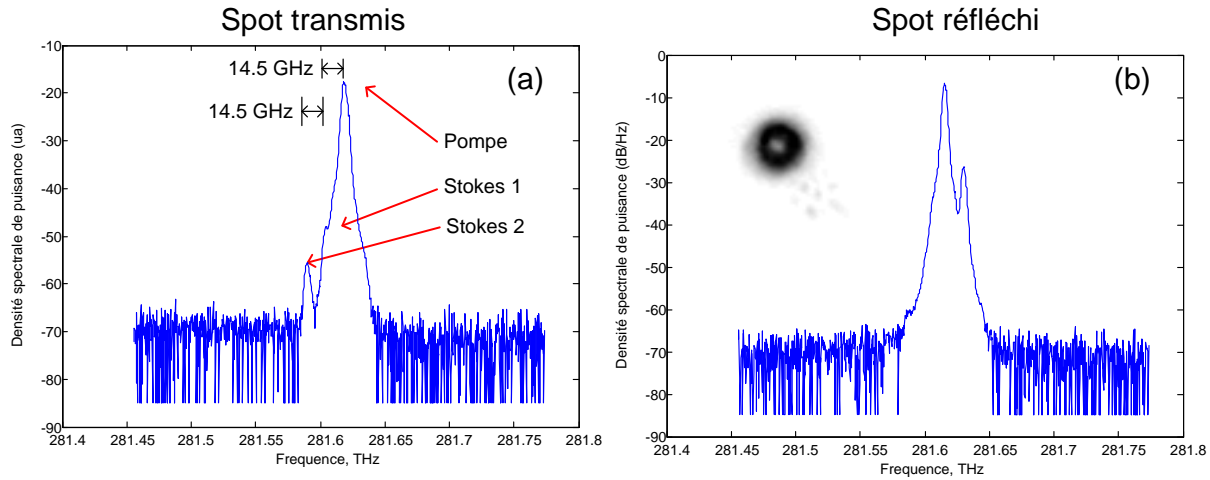 Spot transmis
(a)
14.5 GHz
14.5 GHz
Pompe
Stokes 1
Stokes 2
Densité spectrale de puisance (ua)
-10
-20
-30
-40
-50
-60
-70
-80
-90
281.4 281.45 281.5 281.55 281.6 281.65 281.7 281.75 281.8
Frequence, THz
Spot réfléchi
(b)
Densité spectrale de puisance (dB/Hz)
0
-10
-20
-30
-40
-50
-60
-70
-80
-90
281.4 281.45 281.5 281.55 281.6 281.65 281.7 281.75 281.8
Frequence, THz